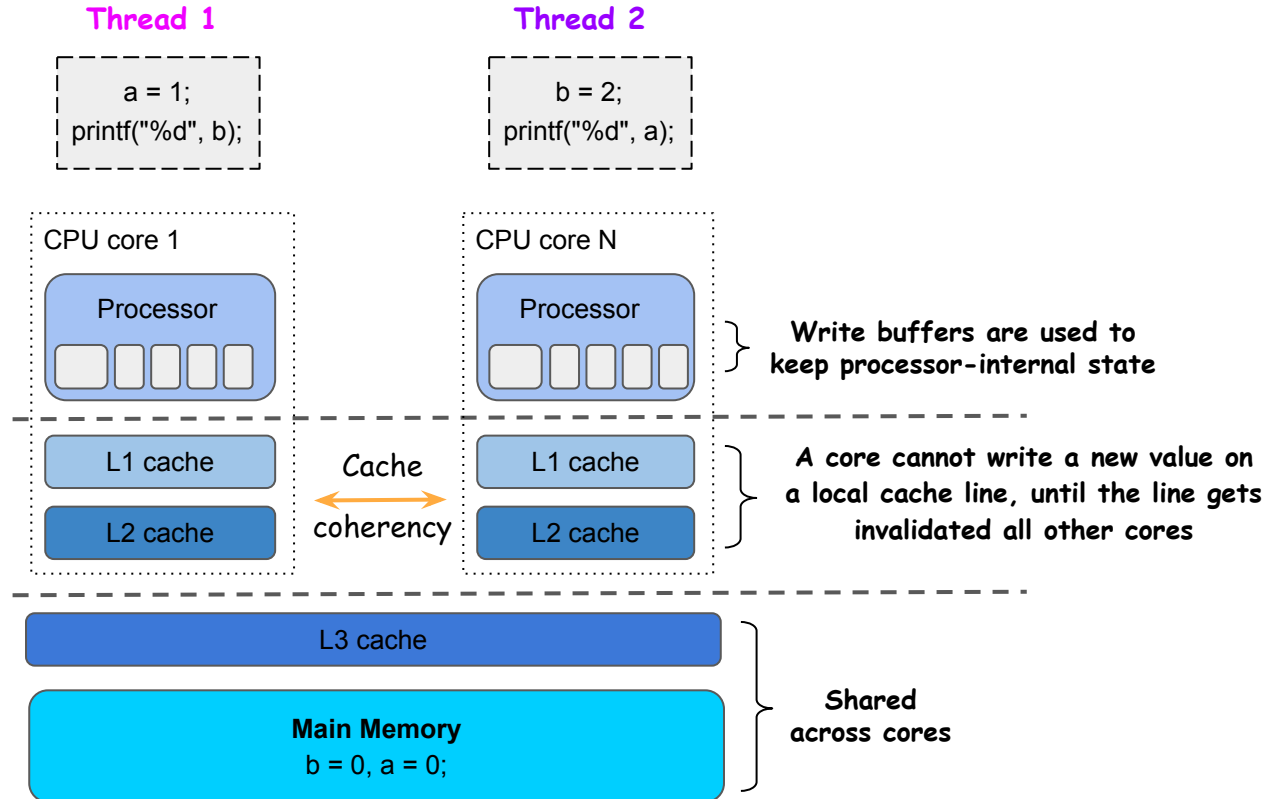 Thread 1
Thread 2
a = 1;
printf("%d", b);
b = 2;
printf("%d", a);
CPU core 1
Processor
CPU core N
Processor
Write buffers are used to
keep processor-internal state
L1 cache
L2 cache
Cache
coherency
L1 cache
L2 cache
A core cannot write a new value on
a local cache line, until the line gets
invalidated all other cores
L3 cache
Main Memory
b = 0, a = 0;
Shared
across cores